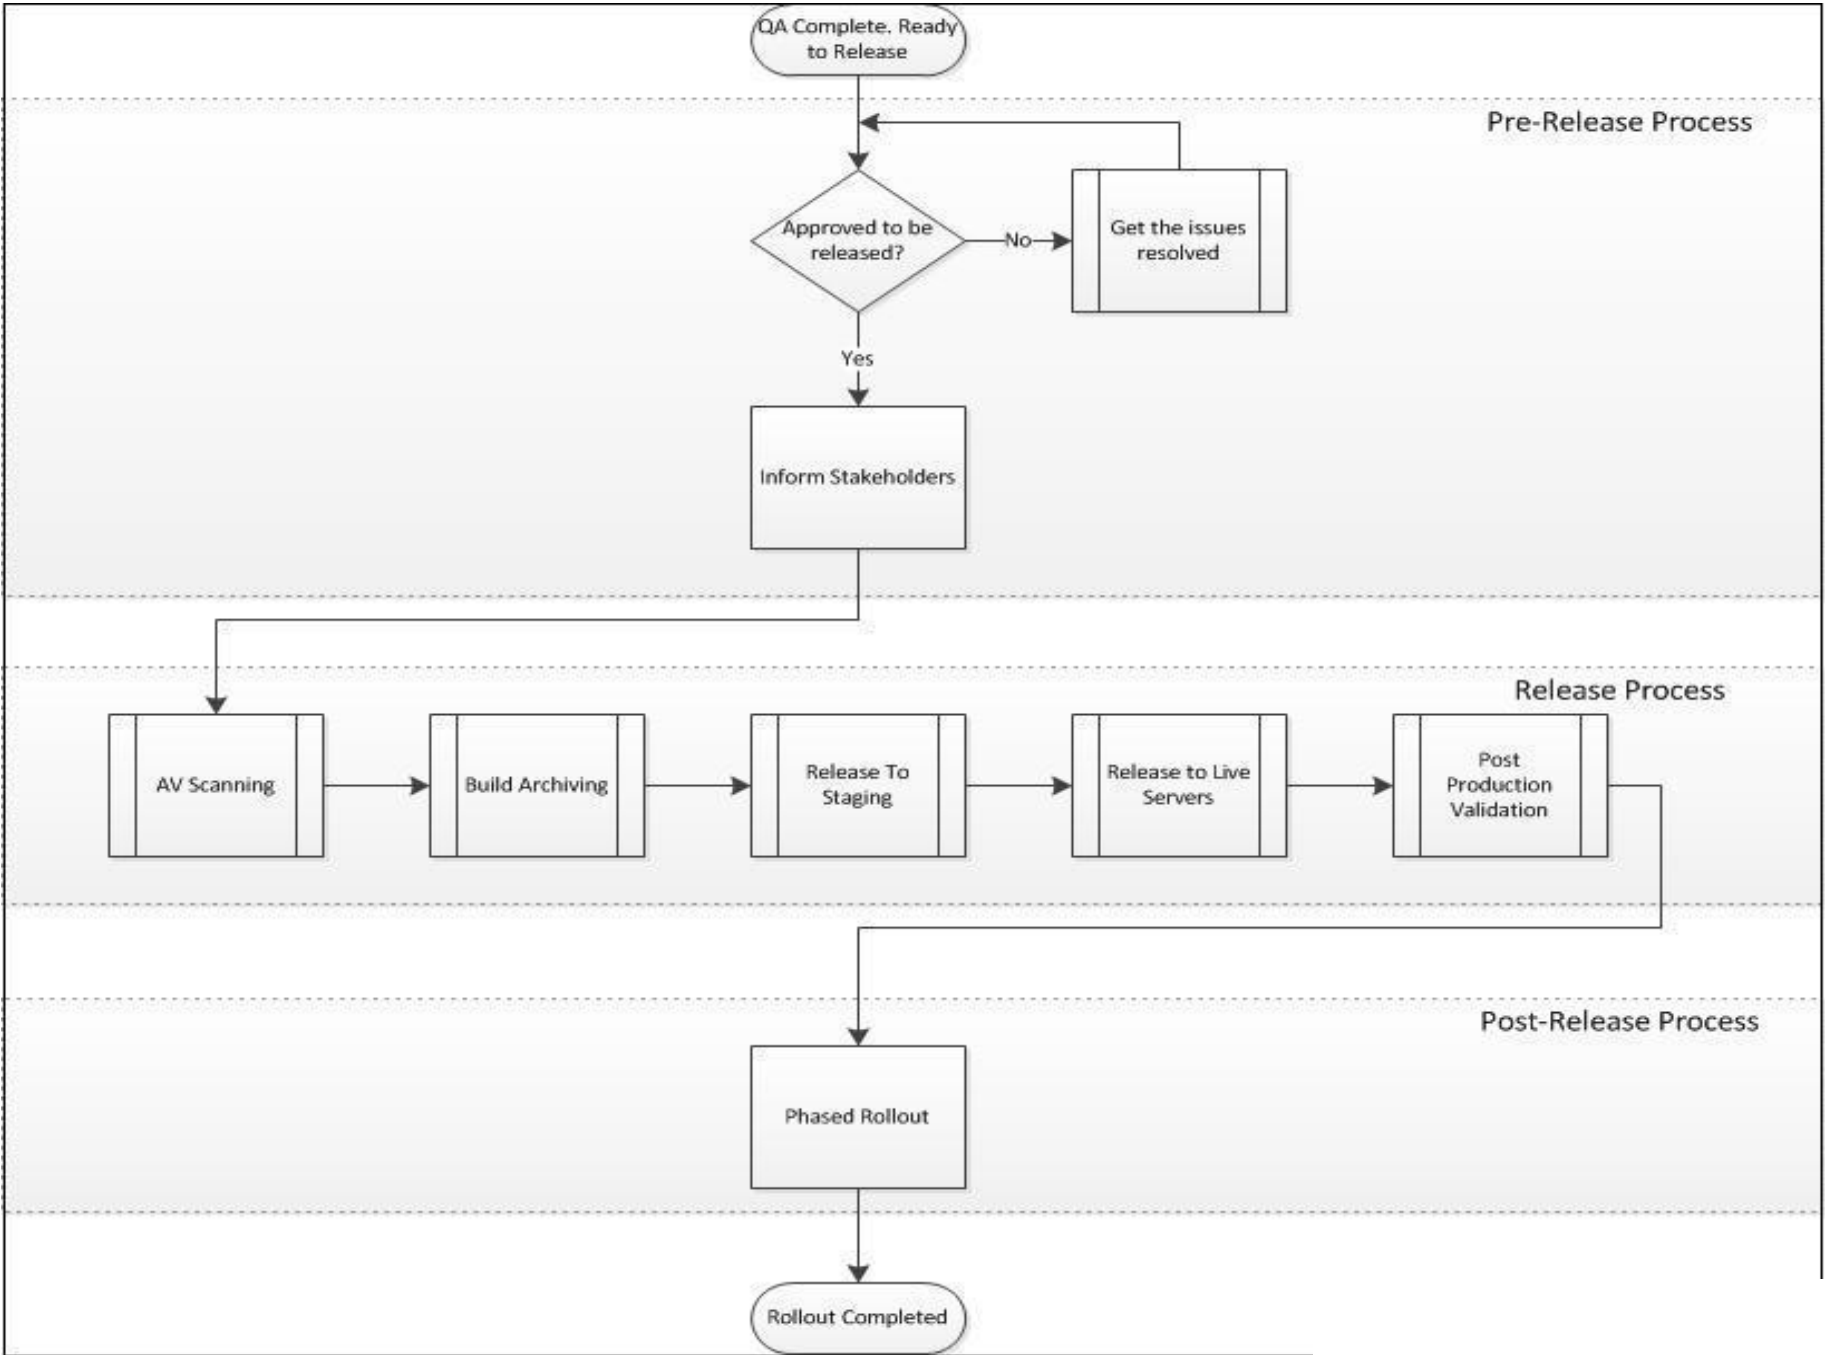 QA Complete. Ready
to Release
Pre-Release Process
Approved to be
released?
No
Get the issues
resolved
Yes
Inform Stakeholders
Release Process
AV Scanning
Build Archiving
Release To
Staging
Release to Live
Servers
Post
Production
Validation
Post-Release Process
Phased Rollout
Rollout Completed